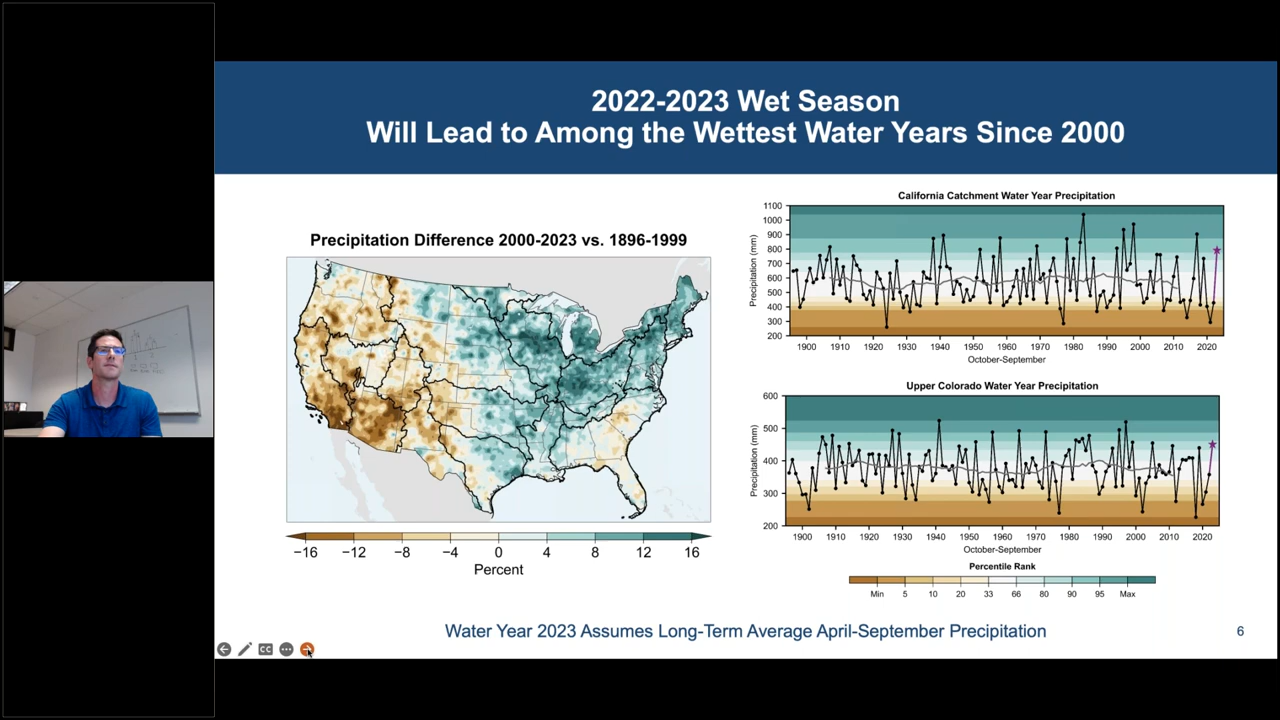 2022-2023 Wet Season
Will Lead to Among the Wettest Water Years Since 2000
Precipitation Difference 2000-2023 vs. 1896-1999
−16 −12 −8 −4 0 4 8 12 16
Percent
California Catchment Water Year Precipitation
Precipitation (mm)
1100
1000
900
800
700
600
500
400
300
200
1900 1910 1920 1930 1940 1950 1960 1970 1980 1990 2000 2010 2020
October-September
Upper Colorado Water Year Precipitation
Precipitation (mm)
600
500
400
300
200
1900 1910 1920 1930 1940 1950 1960 1970 1980 1990 2000 2010 2020
October-September
Percentile Rank
Min 5 10 20 33 66 80 90 95 Max
Water Year 2023 Assumes Long-Term Average April-September Precipitation
6
CC